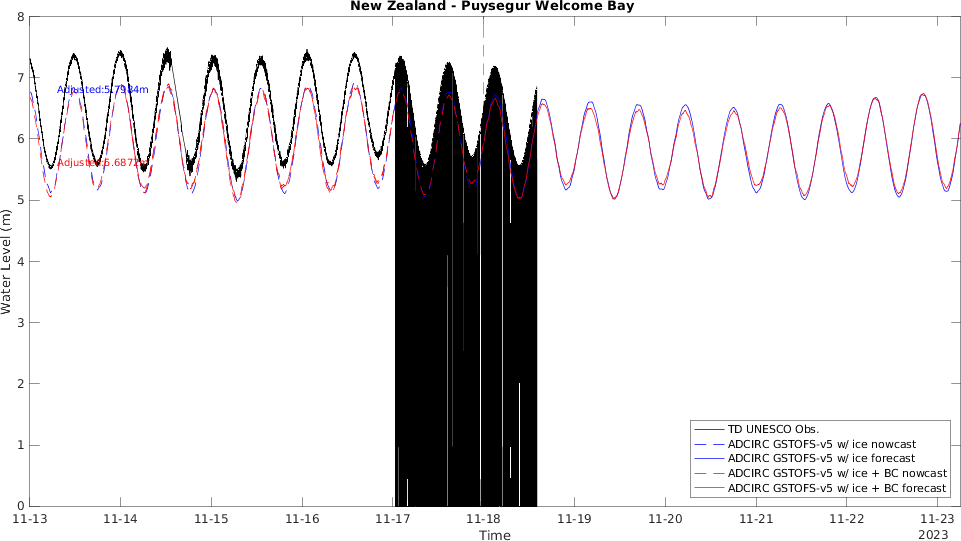 New Zealand - Puysegur Welcome Bay
8
7
6
5
4
3
2
1
0
Water Level (m)
Adjusted:5.7984m
Adjusted:5.6872m
TD UNESCO Obs.
ADCIRC GSTOFS-v5 w/ ice nowcast
ADCIRC GSTOFS-v5 w/ ice forecast
ADCIRC GSTOFS-v5 w/ ice + BC nowcast
ADCIRC GSTOFS-v5 w/ ice + BC forecast
11-13 11-14 11-15 11-16 11-17 11-18 11-19 11-20 11-21 11-22 11-23
Time
2023